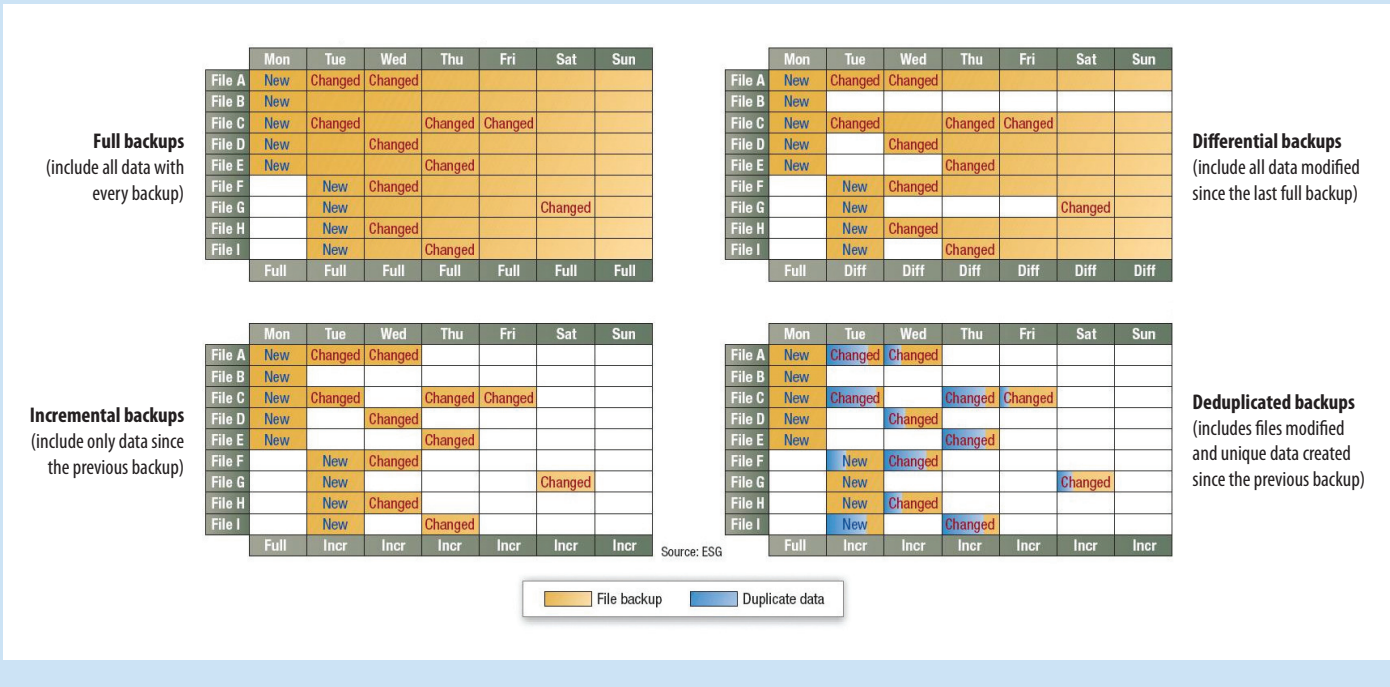 Full backups
(include all data with
every backup)
Mon Tue Wed Thu Fri Sat Sun
File A New Changed Changed
File B New
File C New Changed Changed Changed
File D New Changed
File E New Changed
File F New Changed
File G New Changed
File H New Changed
File I New Changed
Full Full Full Full Full Full Full
Mon Tue Wed Thu Fri Sat Sun
File A New Changed Changed
File B New
File C New Changed Changed Changed
File D New Changed
File E New Changed
File F New Changed
File G New Changed
File H New Changed
File I New Changed
Full Diff Diff Diff Diff Diff Diff
Differential backups
(include all data modified
since the last full backup)
Incremental backups
(include only data since
the previous backup)
Mon Tue Wed Thu Fri Sat Sun
File A New Changed Changed
File B New
File C New Changed Changed Changed
File D New Changed
File E New Changed
File F New Changed
File G New Changed
File H New Changed
File I New Changed
Full Incr Incr Incr Incr Incr Incr
Source: ESG
Mon Tue Wed Thu Fri Sat Sun
File A New Changed Changed
File B New
File C New Changed Changed Changed
File D New Changed
File E New Changed
File F New Changed
File G New Changed
File H New Changed
File I New Changed
Full Incr Incr Incr Incr Incr Incr
Deduplicated backups
(includes files modified
and unique data created
since the previous backup)
File backup
Duplicate data